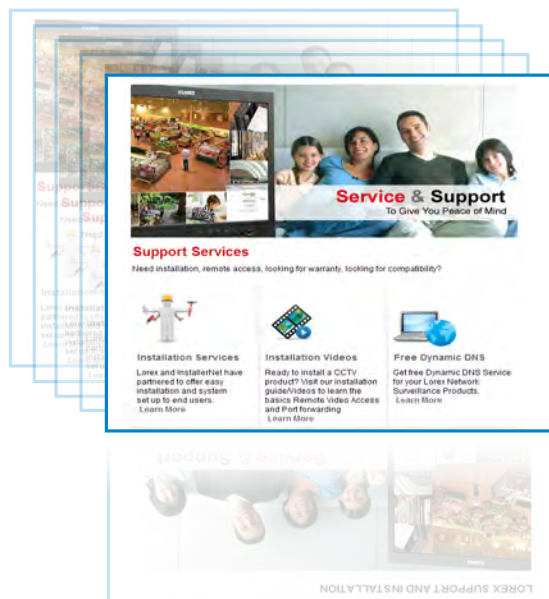 LOREX
Service & Support
To Give You Peace of Mind
Support Services
Need installation, remote access, looking for warranty, looking for compatibility?
Installation Services
Lorex and InstallerNet have
partnered to offer easy
installation and system
set up to end users.
Learn More
Installation Videos
Ready to install a CCTV
product? Visit our installation
guide/Videos to learn the
basics Remote Video Access
and Port forwarding
Learn More
Free Dynamic DNS
Get free Dynamic DNS Service
for your Lorex Network
Surveillance Products.
Learn More
Service & Support
LOREX SUPPORT AND INSTALLATION